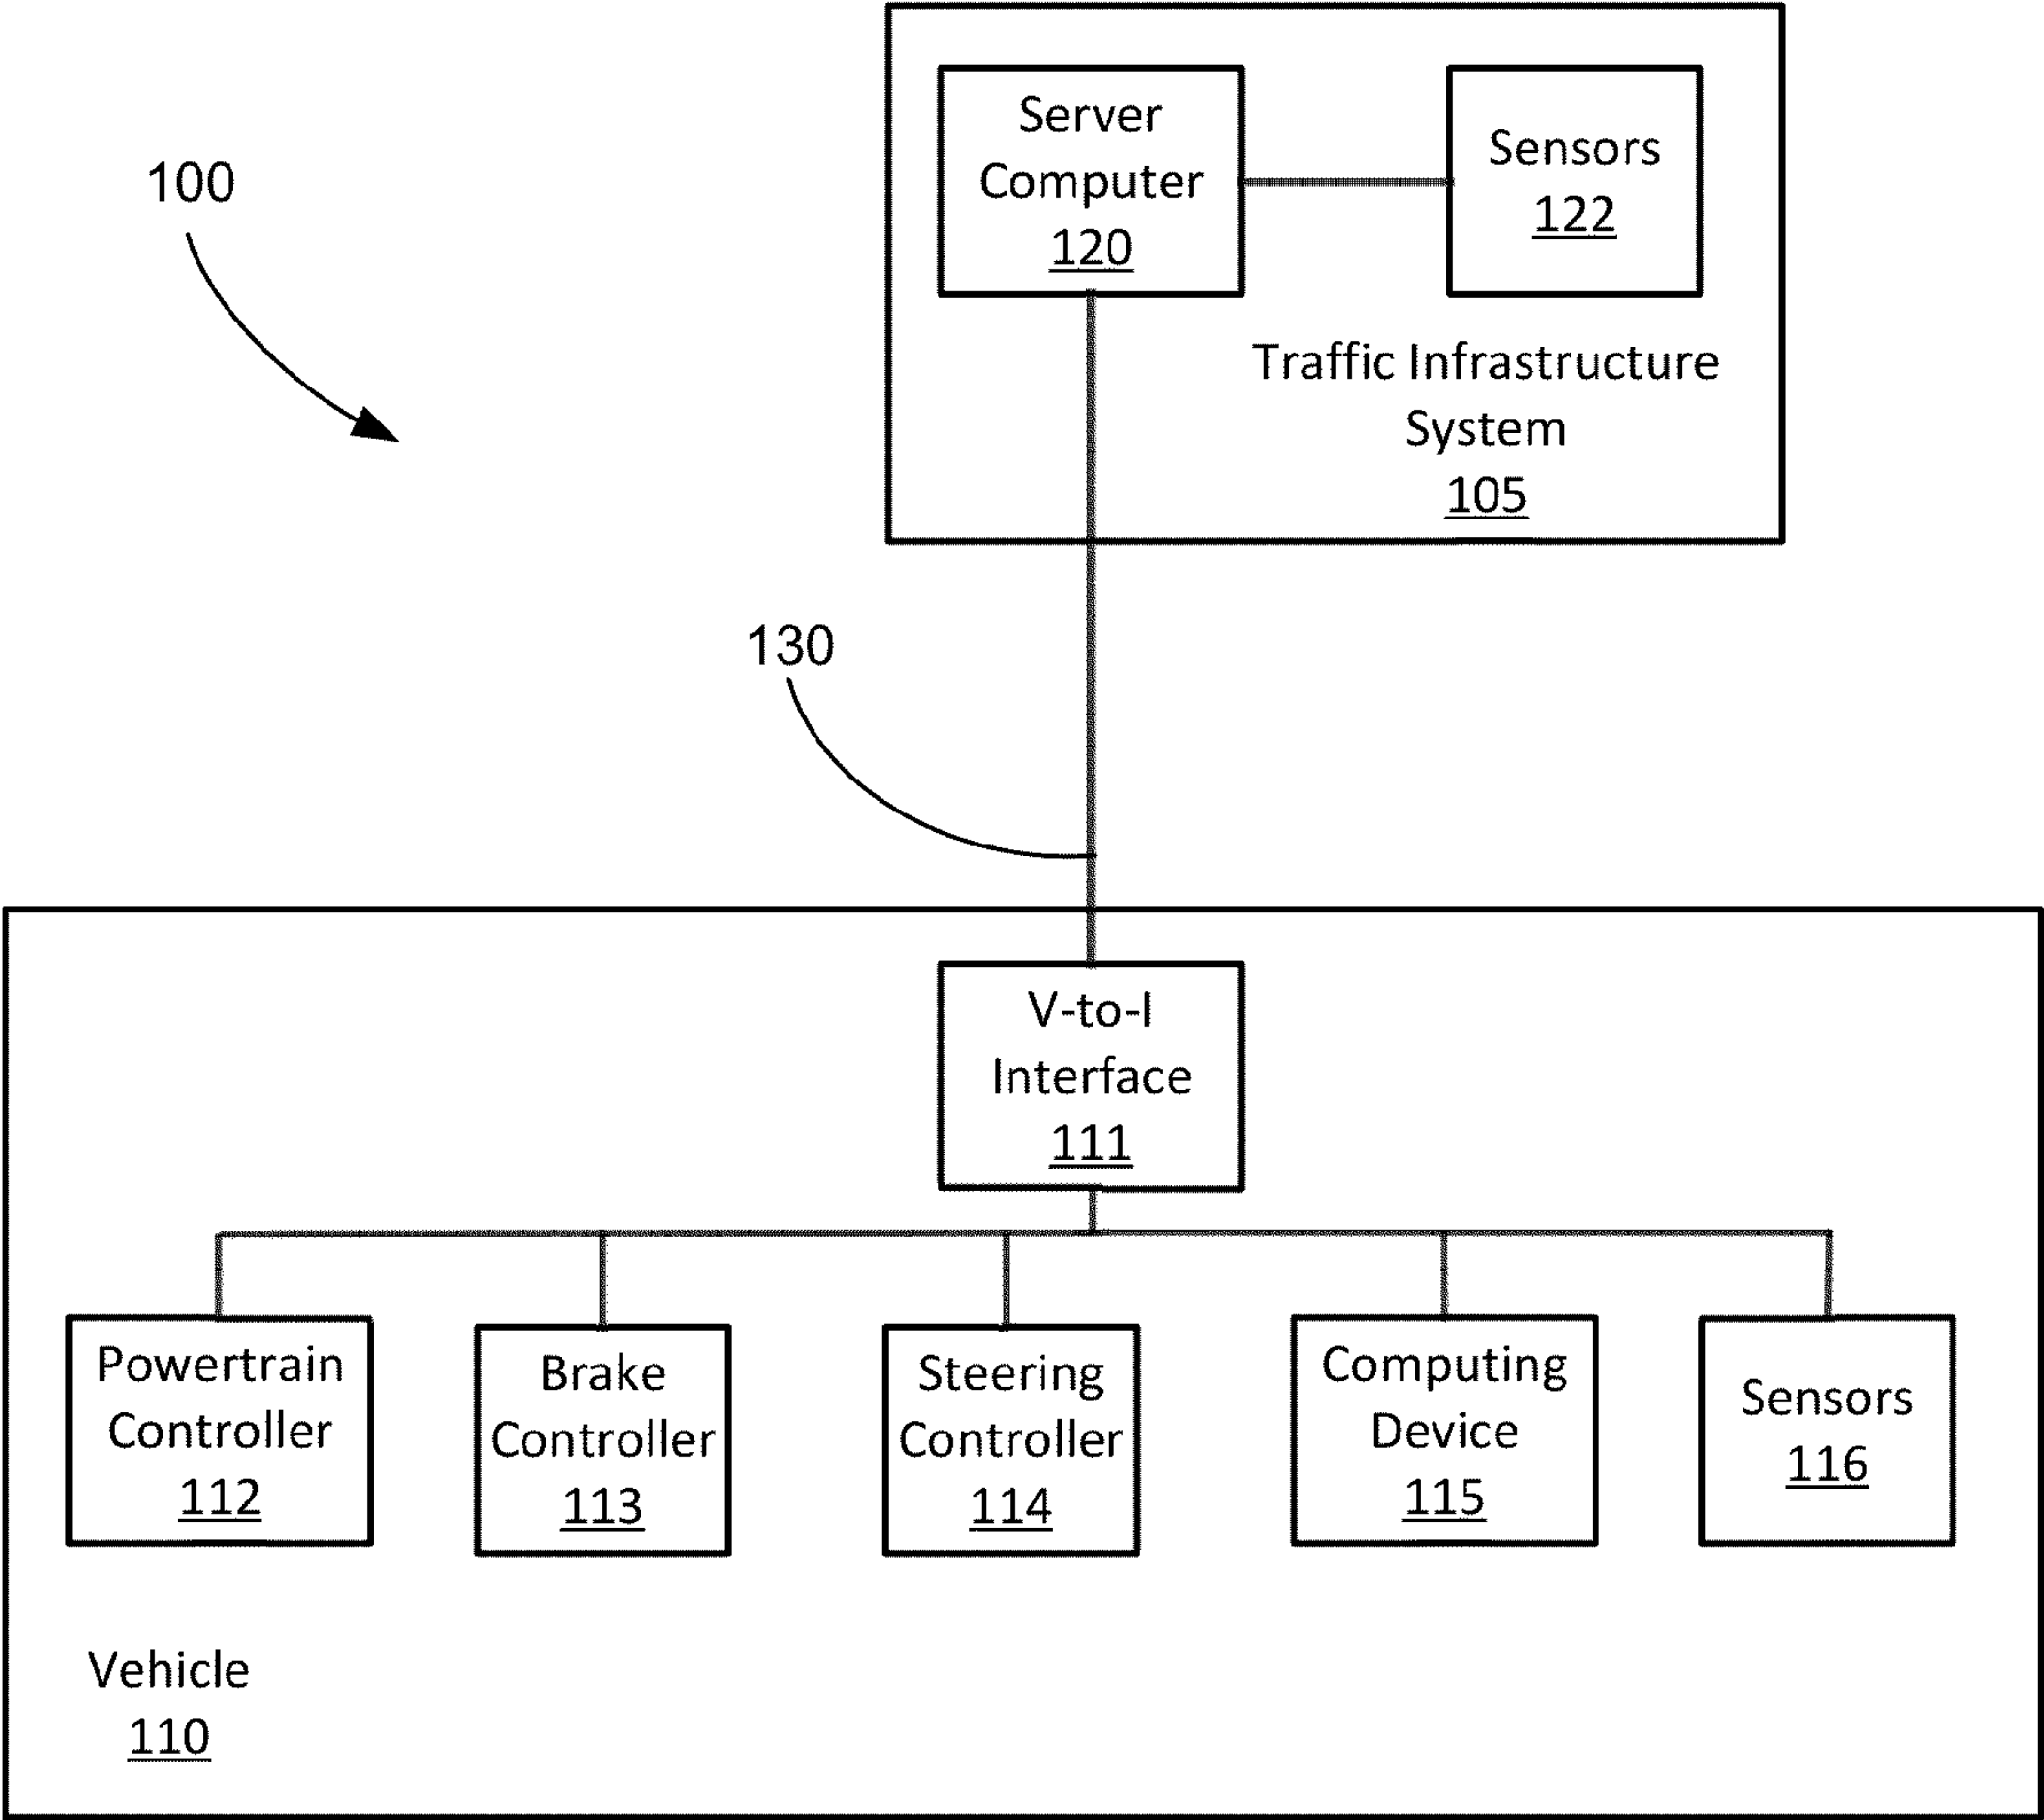 100
Server
Computer
120
Sensors
122
Traffic Infrastructure
System
105
130
V-to-I
Interface
111
Powertrain
Controller
112
Brake
Controller
113
Steering
Controller
114
Computing
Device
115
Sensors
116
Vehicle
110